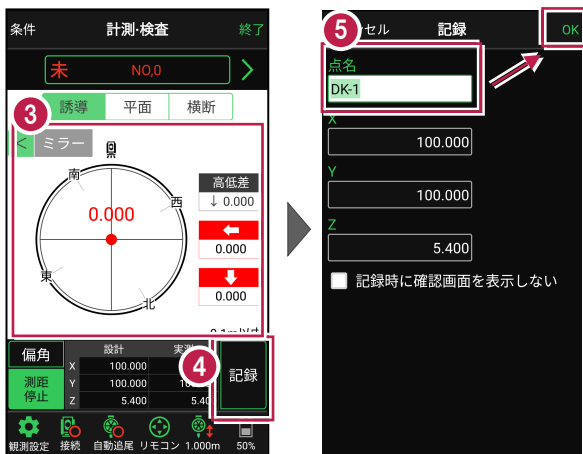 条件 計測・検査 終了
未 NO,0
誘導 平面 横断
3
ミラー
高低差
↓ 0.000
南
西
0.000
0.000
東
北
0.000
偏角
設計
測距
停止
X 100.000
Y 100.000
Z 5.400 5.40
4
記録
観測設定 接続 自動追尾 リモコン 1.000m 50%
5
セル 記録 OK
点名
DK-1
X
100.000
Y
100.000
Z
5.400
記録時に確認画面を表示しない